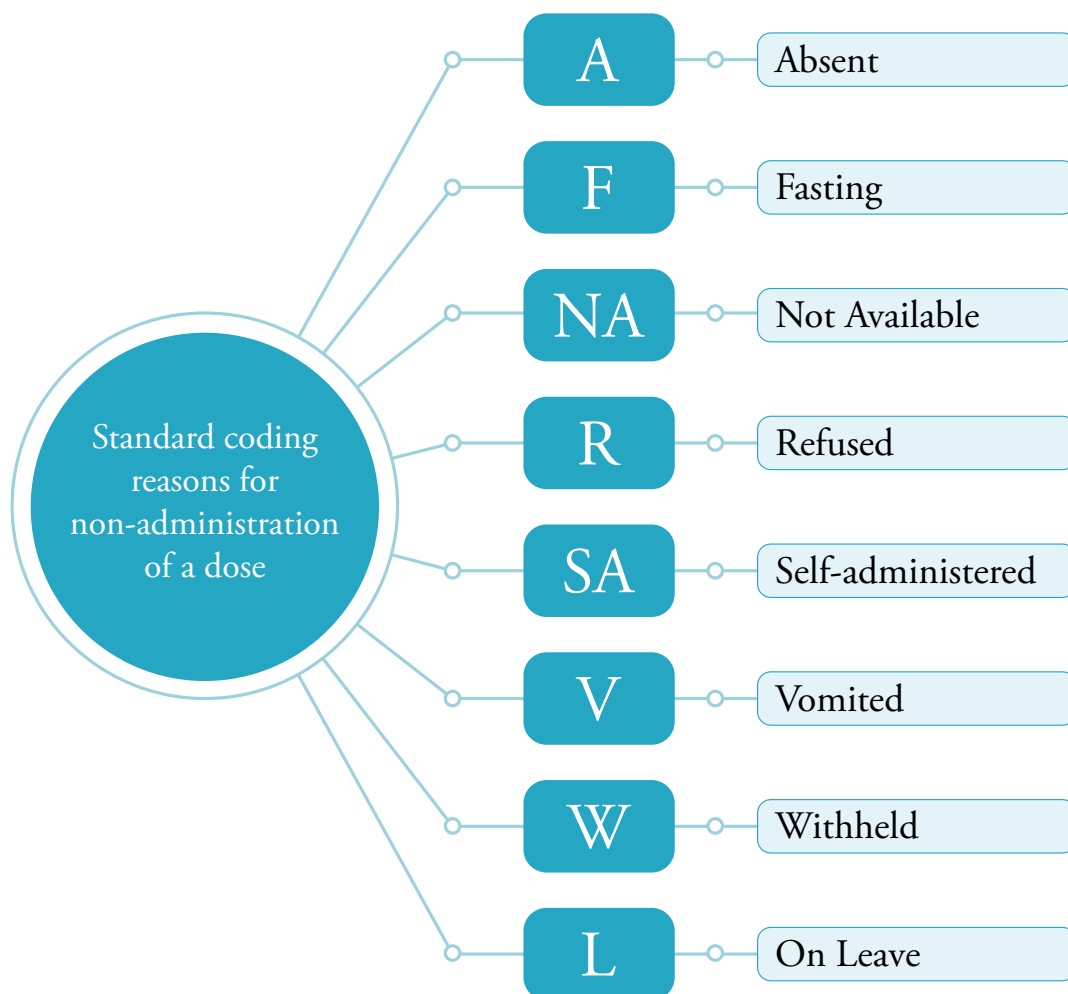 Standard coding
reasons for
non-administration
of a dose
A
Absent
F
Fasting
NA
Not Available
R
Refused
SA
Self-administered
V
Vomited
W
Withheld
L
On Leave